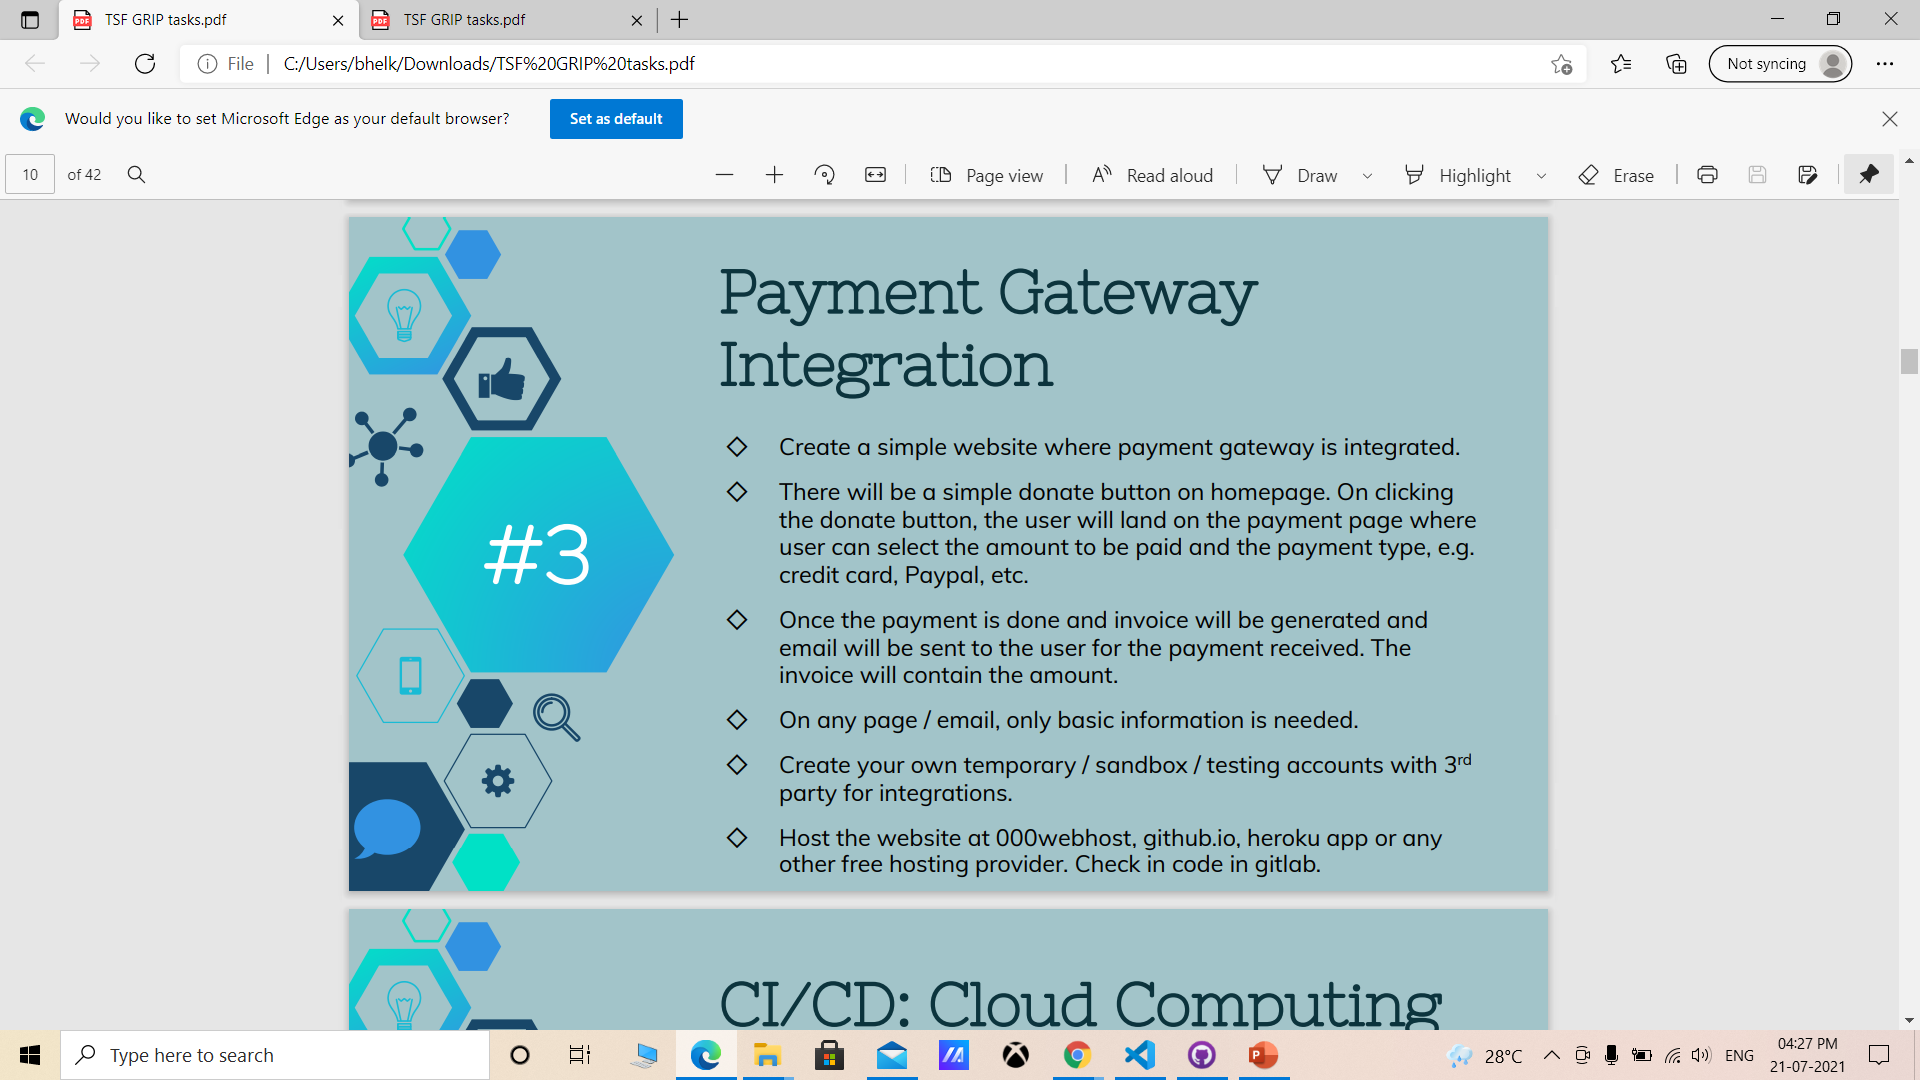 TSF GRIP tasks.pdf
TSF GRIP tasks.pdf
File
C:/Users/bhelk/Downloads/TSF%20GRIP%20tasks.pdf
Not syncing
Would you like to set Microsoft Edge as your default browser?
Set as default
10
of 42
Page view
Read aloud
Draw
Highlight
Erase
Payment Gateway
Integration
#3
◇ Create a simple website where payment gateway is integrated.
◇ There will be a simple donate button on homepage. On clicking
the donate button, the user will land on the payment page where
user can select the amount to be paid and the payment type, e.g.
credit card, Paypal, etc.
◇ Once the payment is done and invoice will be generated and
email will be sent to the user for the payment received. The
invoice will contain the amount.
◇ On any page / email, only basic information is needed.
◇ Create your own temporary / sandbox / testing accounts with 3rd
party for integrations.
◇ Host the website at 000webhost, github.io, heroku app or any
other free hosting provider. Check in code in gitlab.
CI/CD: Cloud Computing
Type here to search
28°C
ENG
04:27 PM
21-07-2021